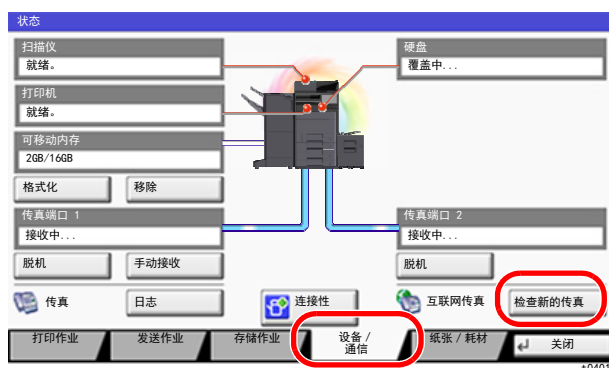 状态
扫描仪
就绪。
硬盘
覆盖中...
打印机
就绪。
可移动内存
2GB/16GB
格式化
移除
传真端口 1
接收中...
传真端口 2
接收中...
脱机
手动接收
脱机
传真
日志
连接性
互联网传真
检查新的传真
打印作业
发送作业
存储作业
设备 /
通信
纸张 / 耗材
关闭